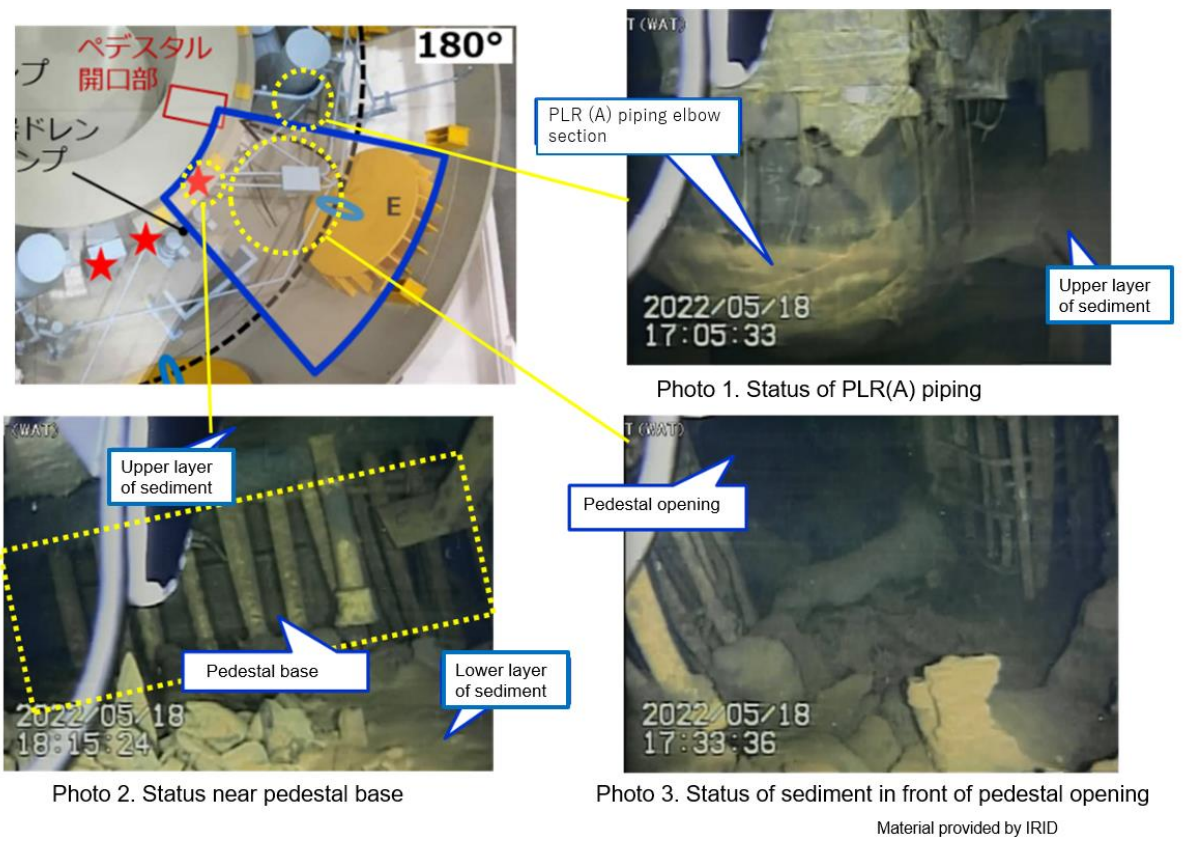 ペデスタル
開口部
180°
ンプ
ドレン
ンプ
E
T (WAT)
PLR (A) piping elbow
section
Upper layer
of sediment
2022/05/18
17:05:33
Photo 1. Status of PLR(A) piping
(WAT)
Upper layer
of sediment
Pedestal base
Lower layer
of sediment
2022/05/18
18:15:24
Photo 2. Status near pedestal base
T (WAT)
Pedestal opening
2022/05/18
17:33:36
Photo 3. Status of sediment in front of pedestal opening
Material provided by IRID